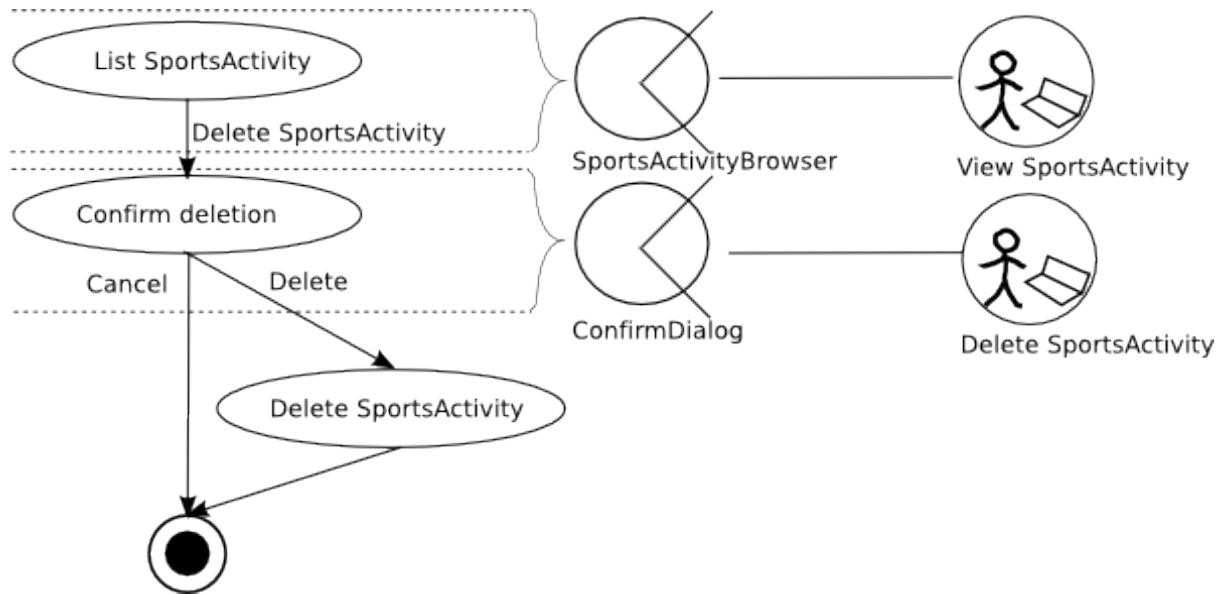 List SportsActivity
Delete SportsActivity
SportsActivityBrowser
View SportsActivity
Confirm deletion
Cancel
Delete
ConfirmDialog
Delete SportsActivity
Delete SportsActivity